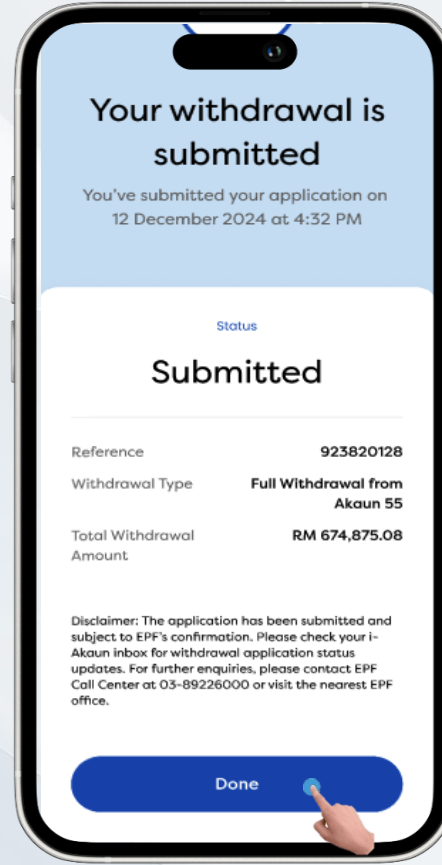 Your withdrawal is
submitted
You've submitted your application on
12 December 2024 at 4:32 PM
Status
Submitted
Reference 923820128
Withdrawal Type Full Withdrawal from
Akaun 55
Total Withdrawal RM 674,875.08
Amount
Disclaimer: The application has been submitted and
subject to EPF's confirmation. Please check your i-
Akaun inbox for withdrawal application status
updates. For further enquiries, please contact EPF
Call Center at 03-89226000 or visit the nearest EPF
office.
Done